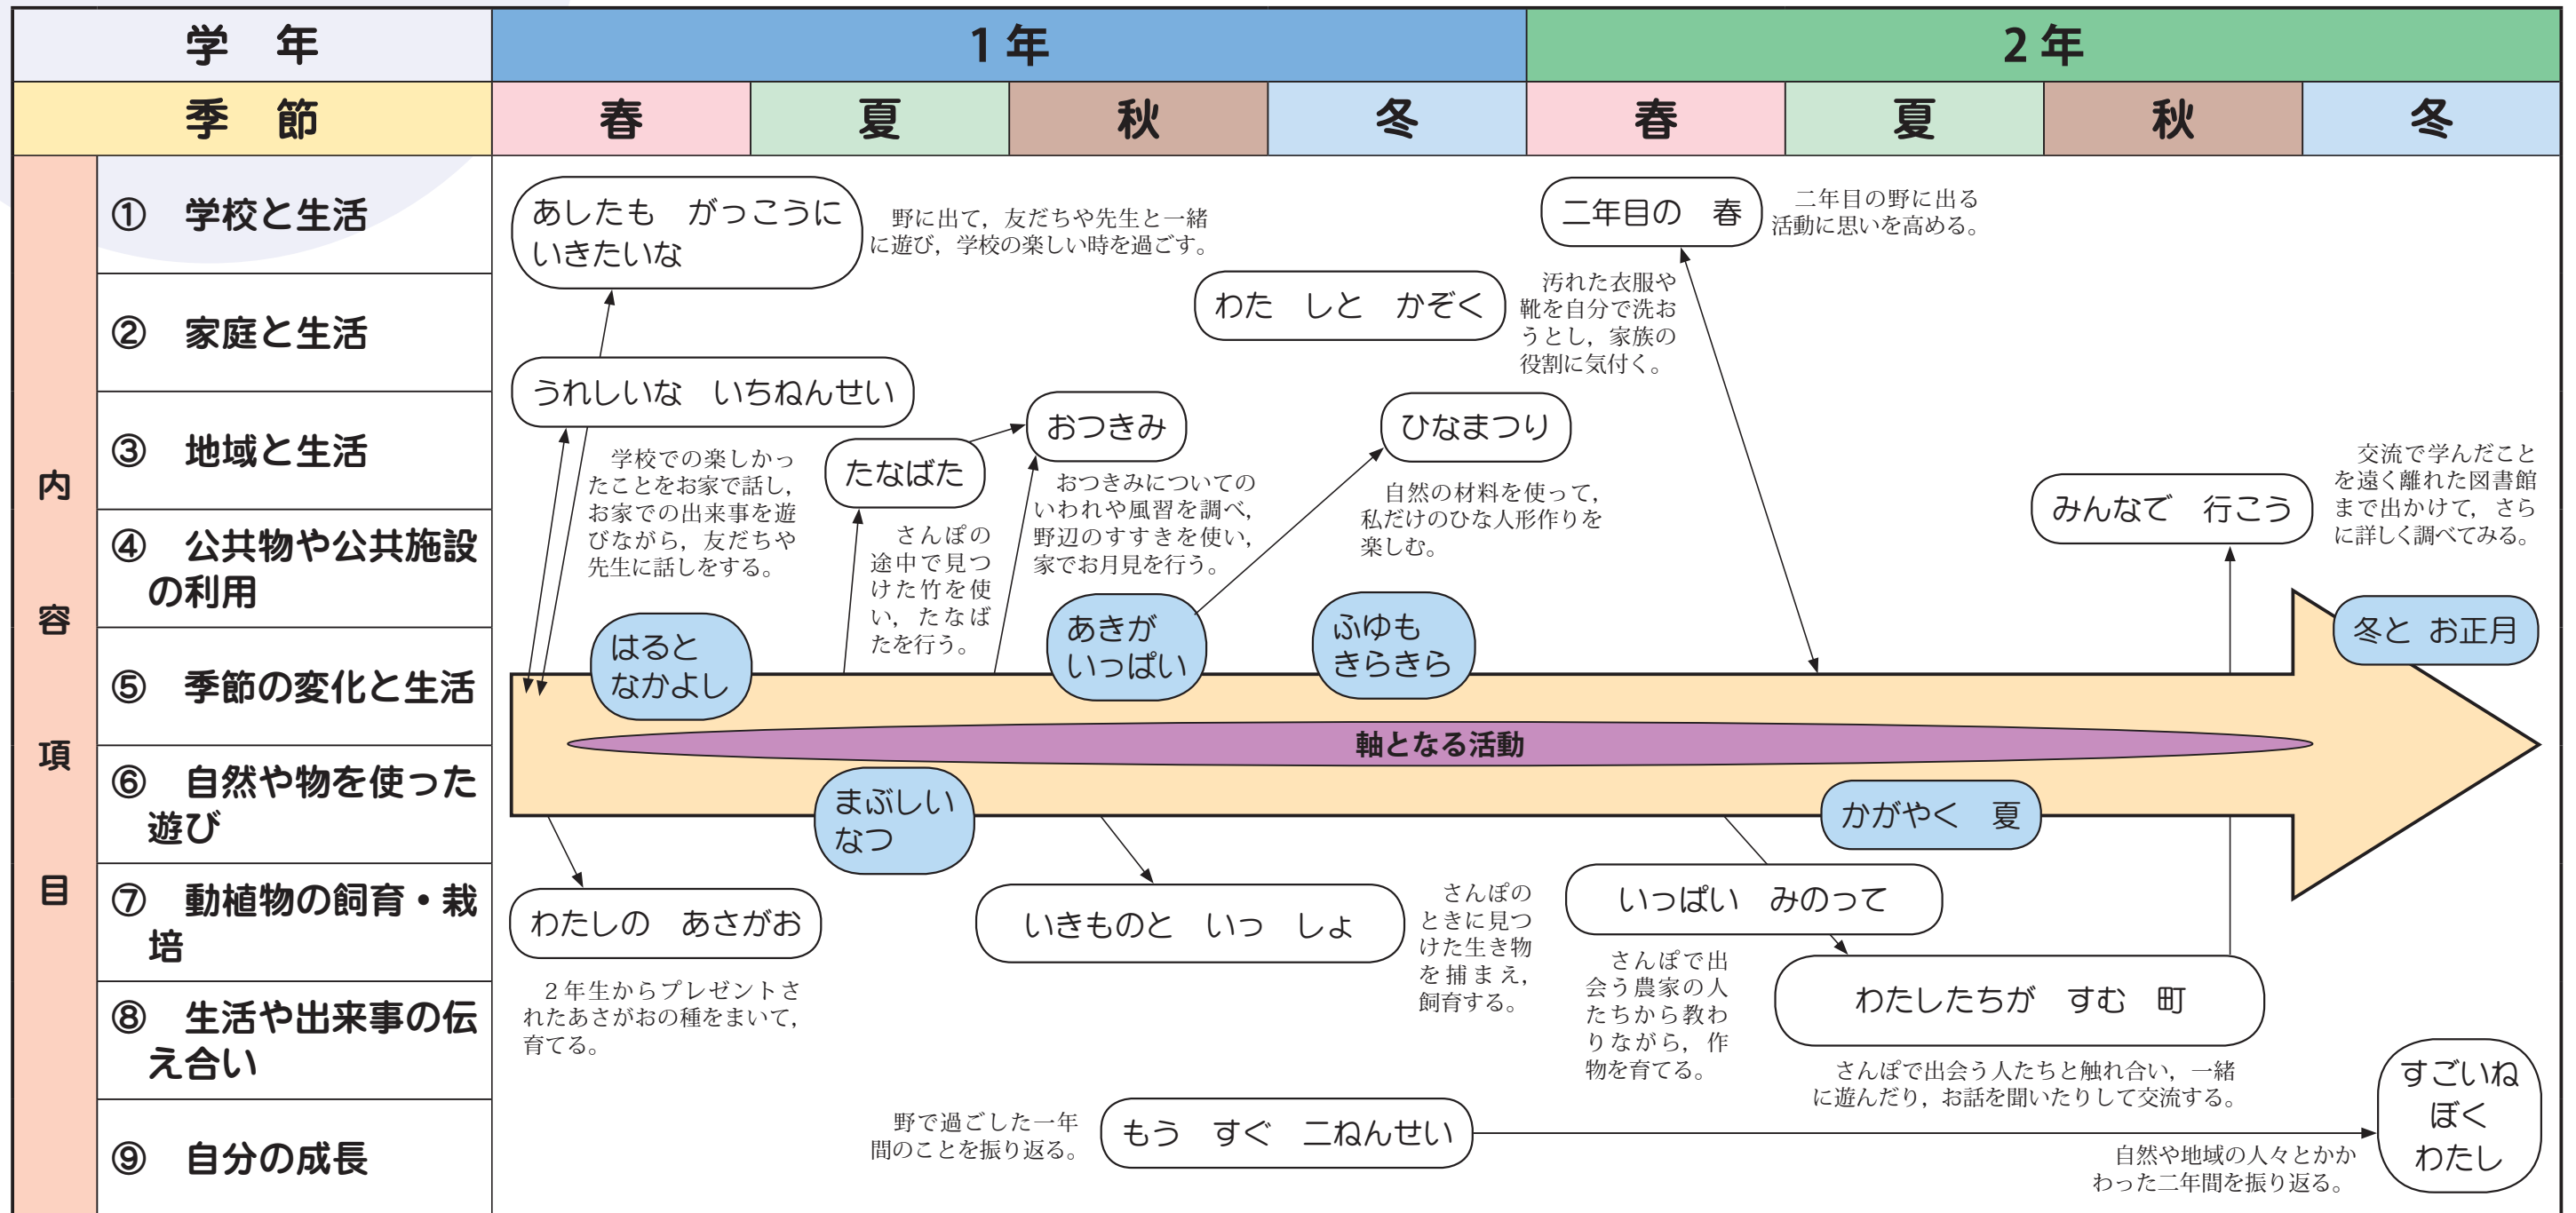 学　年
1 年
2 年
季　節
春
夏
秋
冬
春
夏
秋
冬
内容項目
①　学校と生活
②　家庭と生活
③　地域と生活
④　公共物や公共施設
の利用
⑤　季節の変化と生活
⑥　自然や物を使った
遊び
⑦　動植物の飼育・栽
培
⑧　生活や出来事の伝
え合い
⑨　自分の成長
あしたも　がっこうに
いきたいな
野に出て，友だちや先生と一緒
に遊び，学校の楽しい時を過ごす。
二年目の　春
二年目の野に出る
活動に思いを高める。
わた　しと　かぞく
汚れた衣服や
靴を自分で洗お
うとし，家族の
役割に気付く。
うれしいな　いちねんせい
学校での楽しかっ
たことをお家で話し，
お家での出来事を遊
びながら，友だちや
先生に話しをする。
たなばた
さんぽの
途中で見つ
けた竹を使
い，たなば
たを行う。
おつきみ
おつきみについての
いわれや風習を調べ，
野辺のすすきを使い，
家でお月見を行う。
ひなまつり
自然の材料を使って，
私だけのひな人形作りを
楽しむ。
みんなで　行こう
交流で学んだこと
を遠く離れた図書館
まで出かけて，さら
に詳しく調べてみる。
はると
なかよし
あきが
いっぱい
ふゆも
きらきら
冬と お正月
軸となる活動
まぶしい
なつ
かがやく　夏
わたしの　あさがお
２年生からプレゼントさ
れたあさがおの種をまいて，
育てる。
いきものと　いっ　しょ
さんぽの
ときに見つ
けた生き物
を捕まえ，
飼育する。
いっぱい　みのって
さんぽで出
会う農家の人
たちから教わ
りながら，作
物を育てる。
わたしたちが　すむ　町
さんぽで出会う人たちと触れ合い，一緒
に遊んだり，お話を聞いたりして交流する。
野で過ごした一年
間のことを振り返る。
もう　すぐ　二ねんせい
すごいね
ぼく
わたし
自然や地域の人々とかか
わった二年間を振り返る。